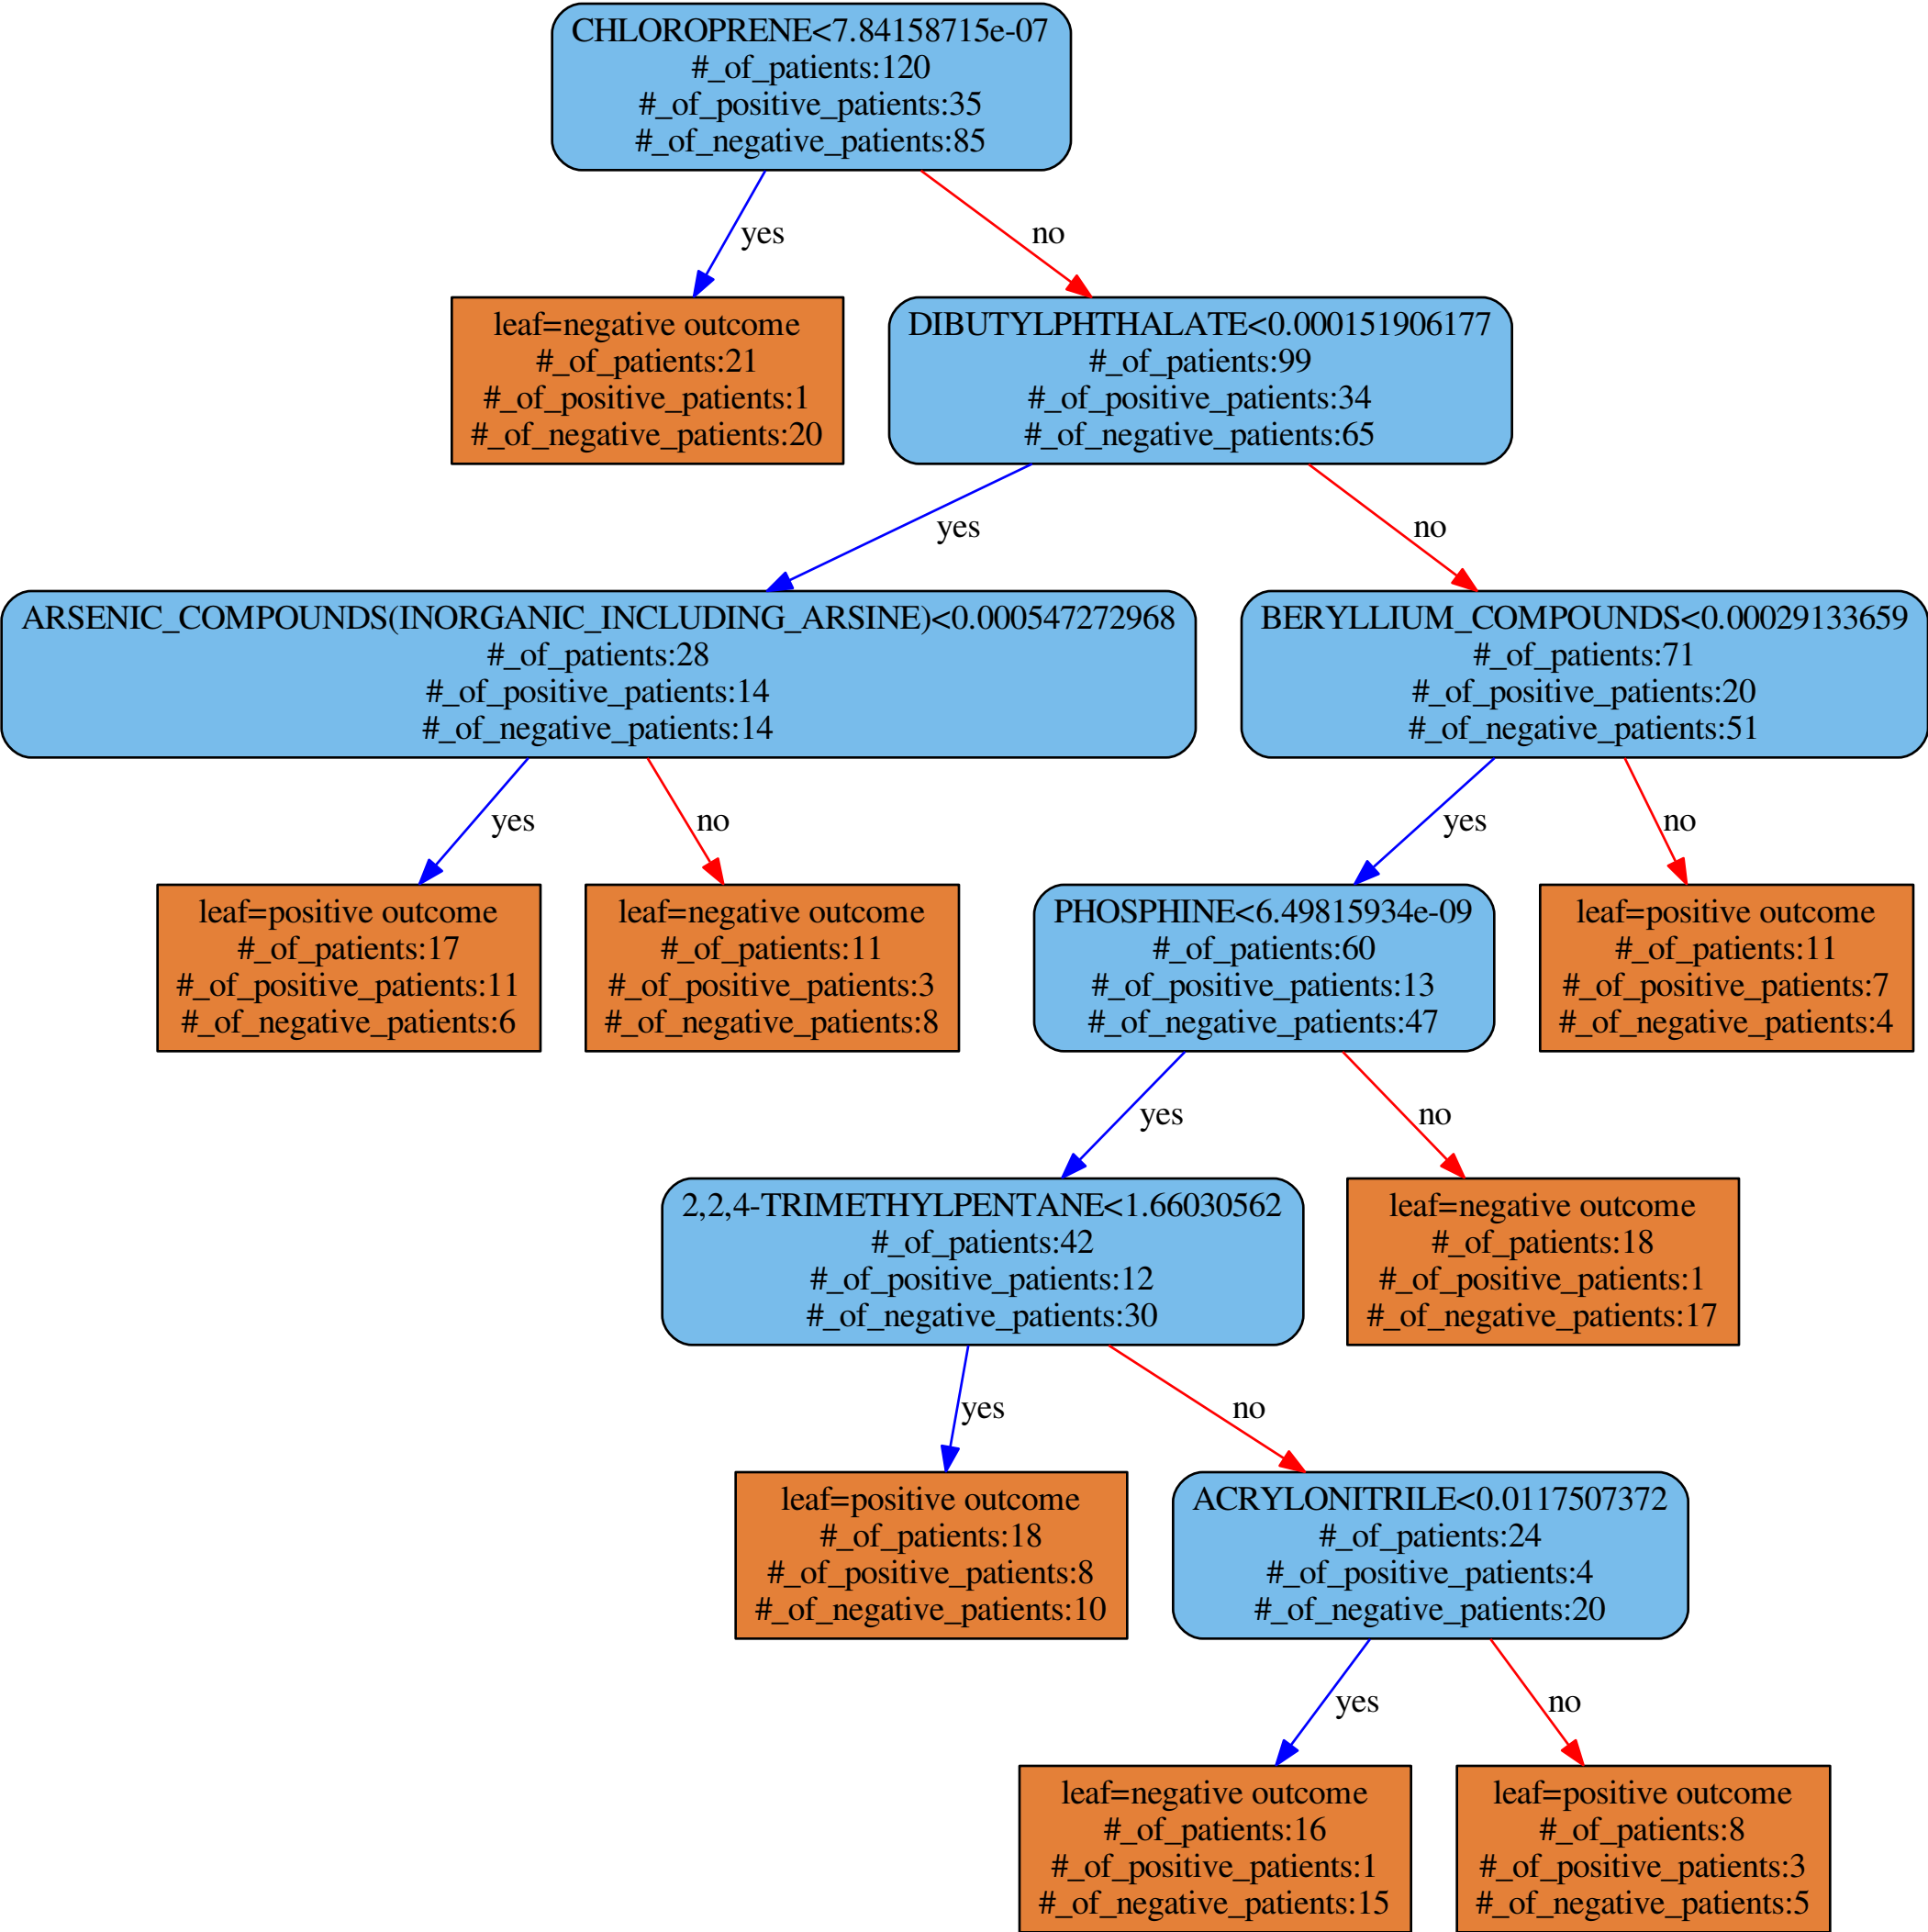 CHLOROPRENE<7.84158715e-07
#_of_patients:120
#_of_positive_patients:35
#_of_negative_patients:85
yes
no
leaf=negative outcome
#_of_patients:21
#_of_positive_patients:1
#_of_negative_patients:20
DIBUTYLPHTHALATE<0.000151906177
#_of_patients:99
#_of_positive_patients:34
#_of_negative_patients:65
yes
no
ARSENIC_COMPOUNDS(INORGANIC_INCLUDING_ARSINE)<0.000547272968
#_of_patients:28
#_of_positive_patients:14
#_of_negative_patients:14
BERYLLIUM_COMPOUNDS<0.00029133659
#_of_patients:71
#_of_positive_patients:20
#_of_negative_patients:51
yes
no
yes
no
leaf=positive outcome
#_of_patients:17
#_of_positive_patients:11
#_of_negative_patients:6
leaf=negative outcome
#_of_patients:11
#_of_positive_patients:3
#_of_negative_patients:8
PHOSPHINE<6.49815934e-09
#_of_patients:60
#_of_positive_patients:13
#_of_negative_patients:47
leaf=positive outcome
#_of_patients:11
#_of_positive_patients:7
#_of_negative_patients:4
yes
no
2,2,4-TRIMETHYLPENTANE<1.66030562
#_of_patients:42
#_of_positive_patients:12
#_of_negative_patients:30
leaf=negative outcome
#_of_patients:18
#_of_positive_patients:1
#_of_negative_patients:17
yes
no
leaf=positive outcome
#_of_patients:18
#_of_positive_patients:8
#_of_negative_patients:10
ACRYLONITRILE<0.0117507372
#_of_patients:24
#_of_positive_patients:4
#_of_negative_patients:20
yes
no
leaf=negative outcome
#_of_patients:16
#_of_positive_patients:1
#_of_negative_patients:15
leaf=positive outcome
#_of_patients:8
#_of_positive_patients:3
#_of_negative_patients:5